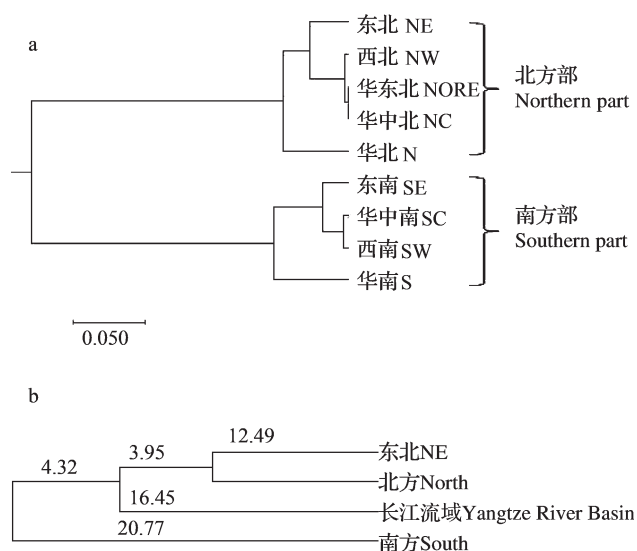 a
东北 NE
西北 NW
华东北 NORE
华中北 NC
华北 N
北方部
Northern part
东南 SE
华中南 SC
西南 SW
华南 S
南方部
Southern part
0.050
b
4.32
3.95
12.49
16.45
20.77
东北NE
北方North
长江流域Yangtze River Basin
南方South